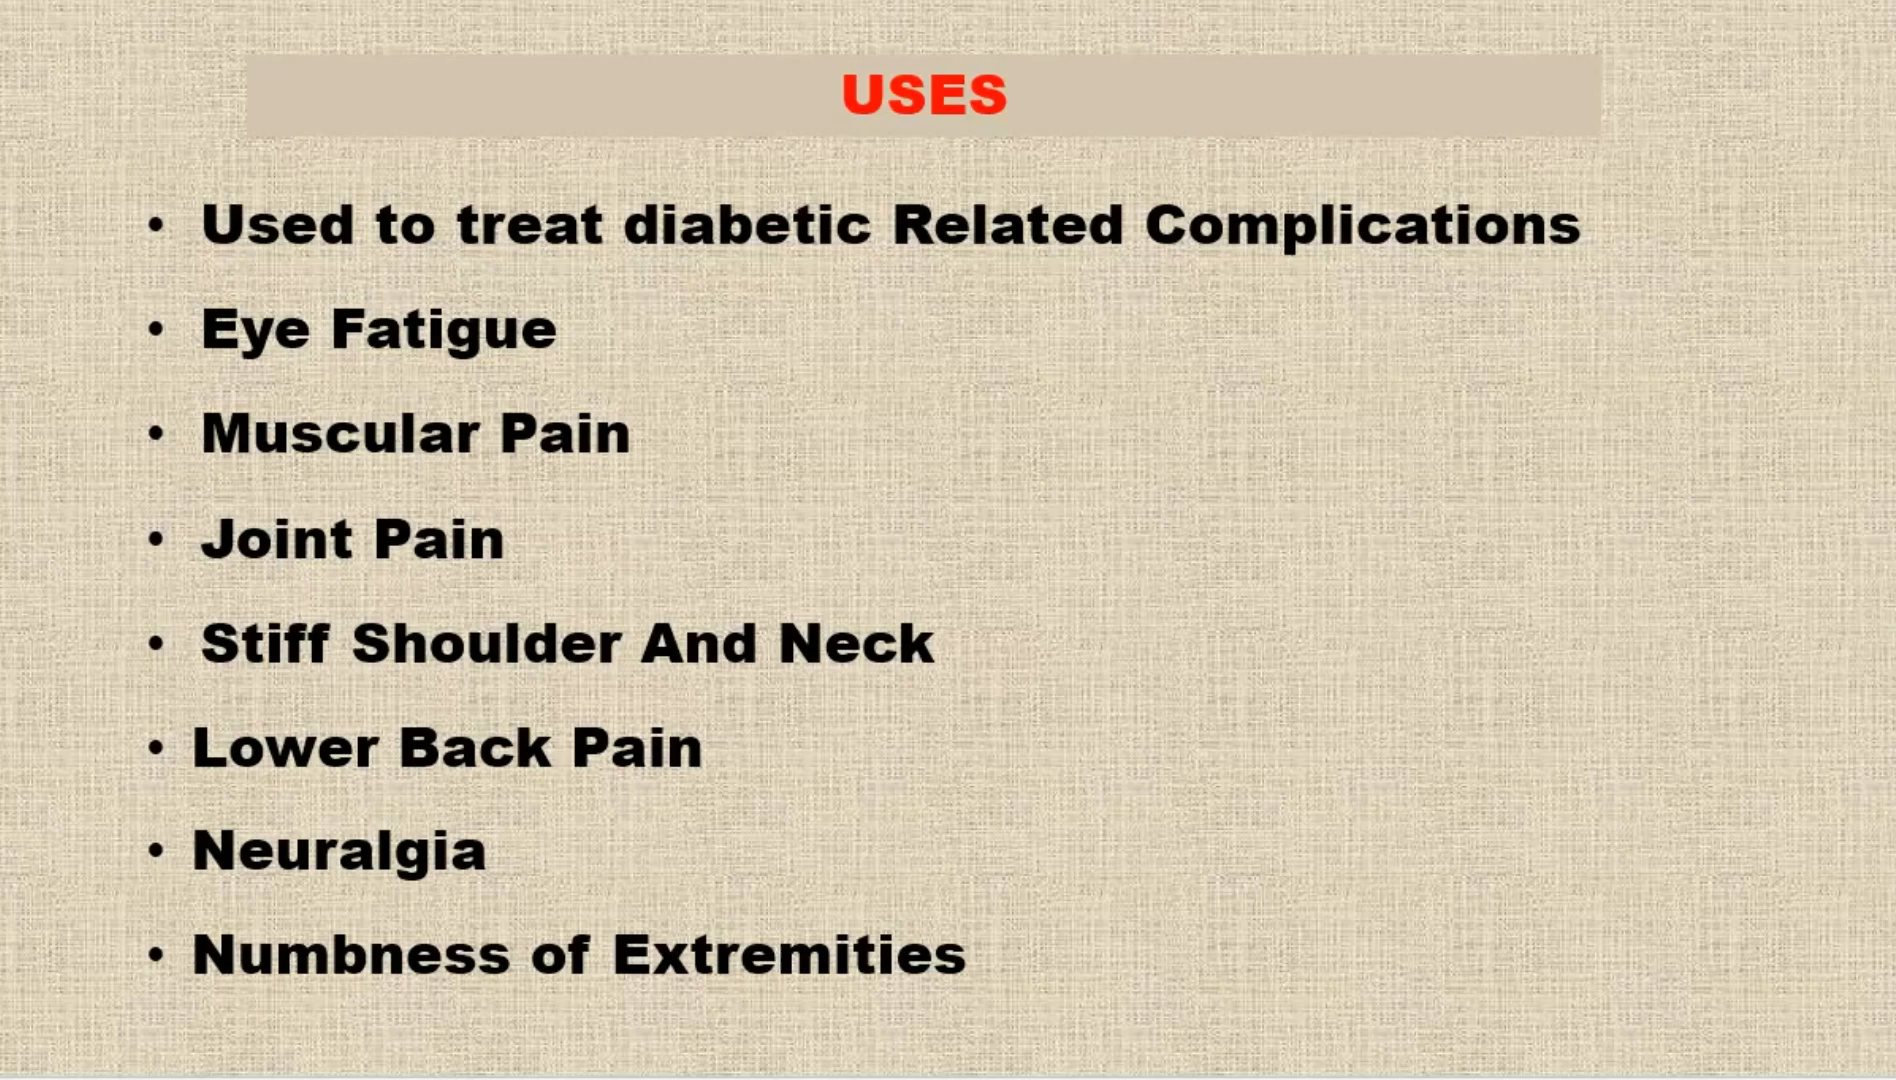 USES
• Used to treat diabetic Related Complications
• Eye Fatigue
• Muscular Pain
• Joint Pain
• Stiff Shoulder And Neck
• Lower Back Pain
• Neuralgia
• Numbness of Extremities